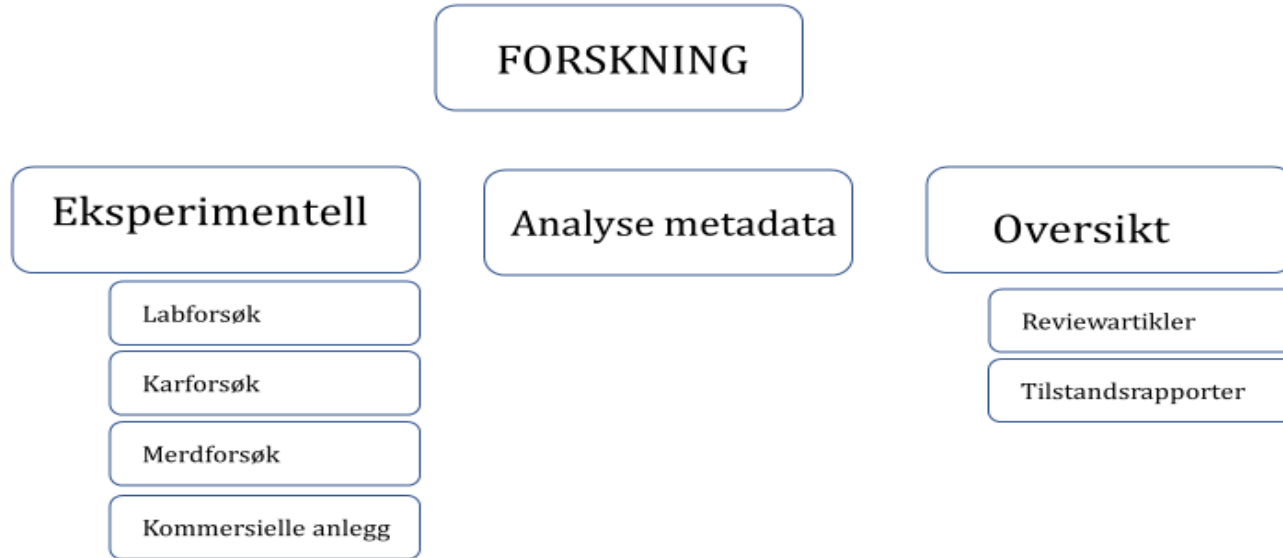 FORSKNING
Eksperimentell
Labforsøk
Karforsøk
Merdforsøk
Kommersielle anlegg
Analyse metadata
Oversikt
Reviewartikler
Tilstandsrapporter